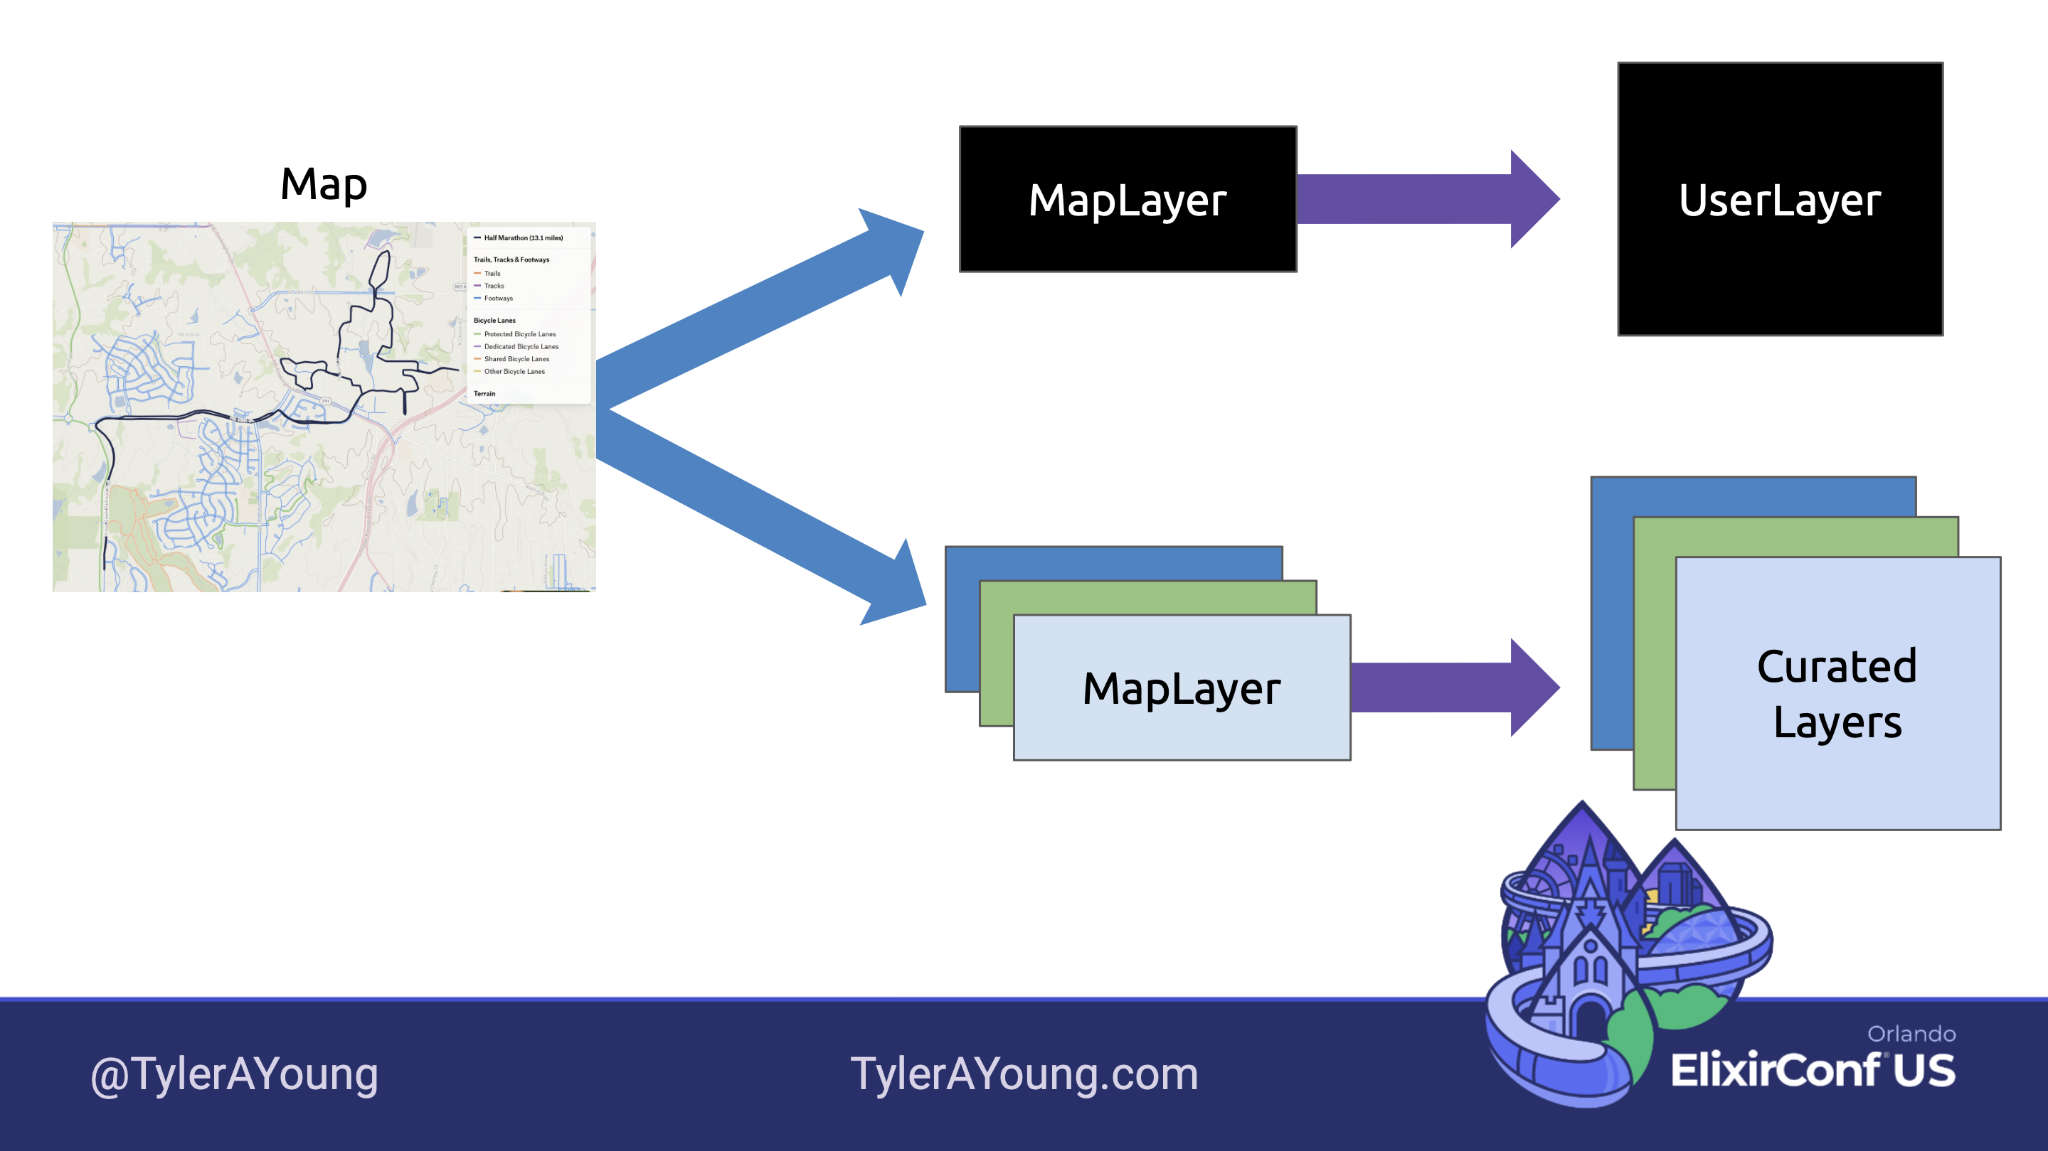 Map
Half Marathon (13.1 miles)
Trails, Tracks & Footways
Trails
Tracks
Footways
Bicycle Lanes
Protected Bicycle Lanes
Dedicated Bicycle Lanes
Shared Bicycle Lanes
Other Bicycle Lanes
Terrain
MapLayer
UserLayer
MapLayer
Curated
Layers
@TylerAYoung
TylerAYoung.com
Orlando
ElixirConf® US